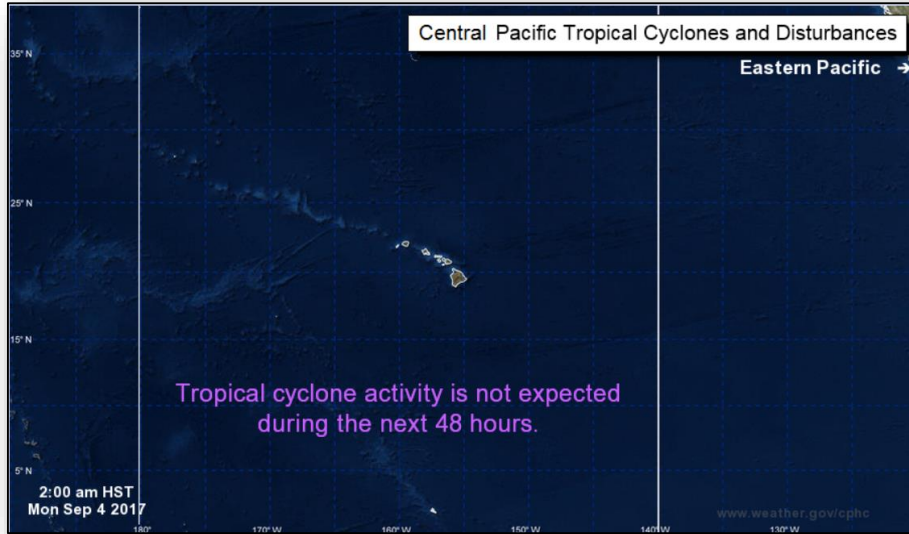 Central Pacific Tropical Cyclones and Disturbances
Eastern Pacific →
35° N
25° N
15° N
Tropical cyclone activity is not expected
during the next 48 hours.
5° N
2:00 am HST
Mon Sep 4 2017
www.weather.gov/cphc
180° 170° W 160° W 150° W 140° W 130° W